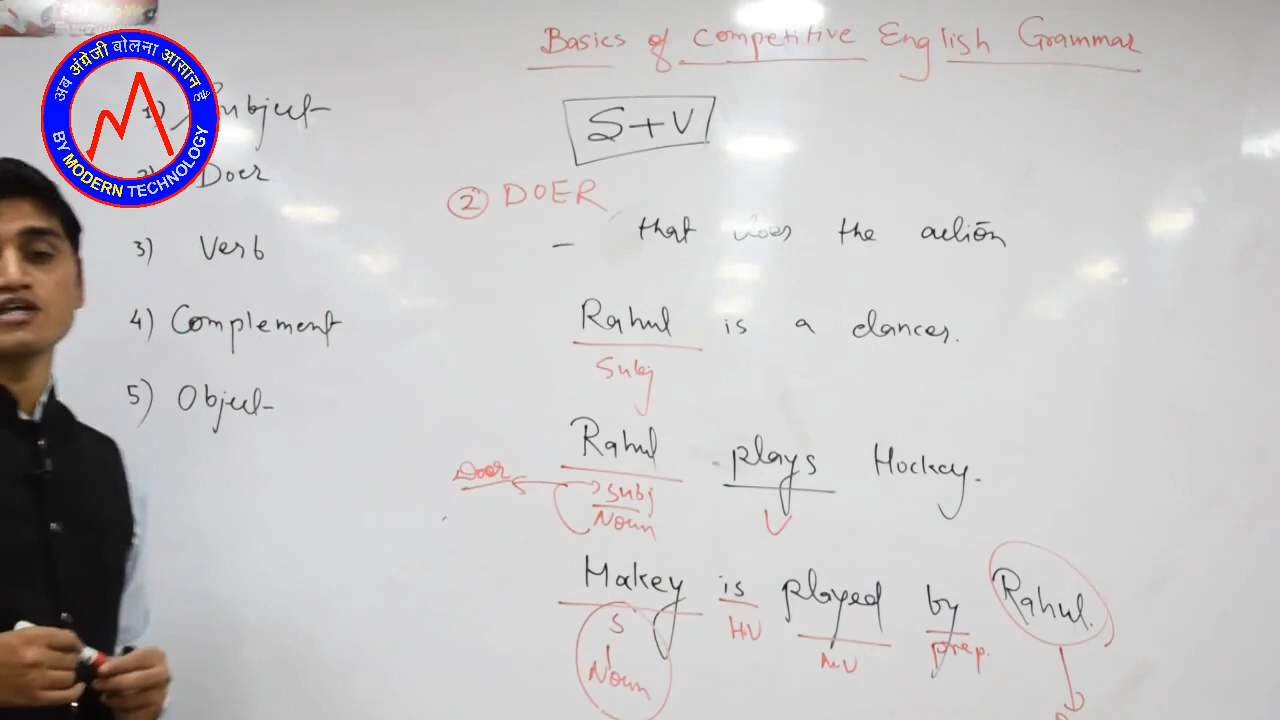 अब अंग्रेजी बोलना आसान है
BY MODERN TECHNOLOGY
Basics of Competitive English Grammar
1) Subject
2) Doer
3) Verb
4) Complement
5) Object
S+V
② DOER
— that does the action
Rahul is a dancer.
Subj
Rahul plays Hockey.
Doer Subj V
Noun
Hokey is played by Rahul.
S HV MV prep.
Noun